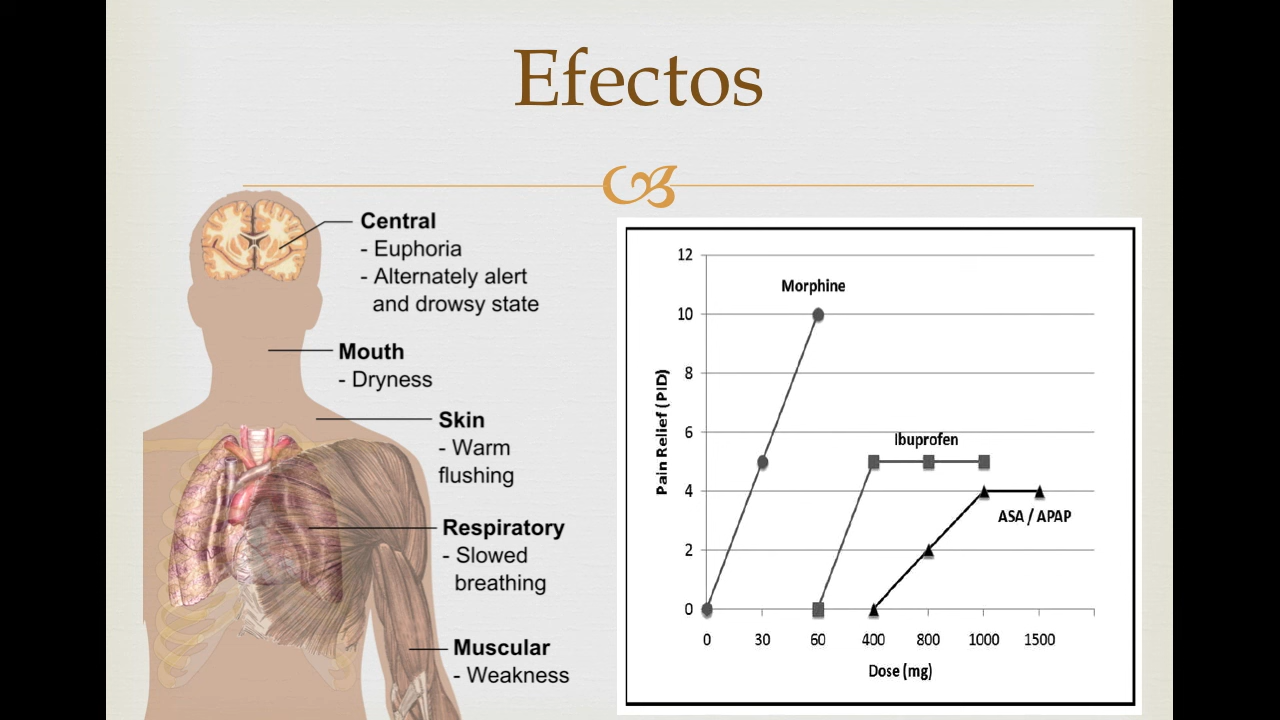 Efectos
Central
- Euphoria
- Alternately alert
and drowsy state
Mouth
- Dryness
Skin
- Warm
flushing
Respiratory
- Slowed
breathing
Muscular
- Weakness
12
10
8
6
4
2
0
Pain Relief (PID)
Morphine
Ibuprofen
ASA / APAP
0 30 60 400 800 1000 1500
Dose (mg)